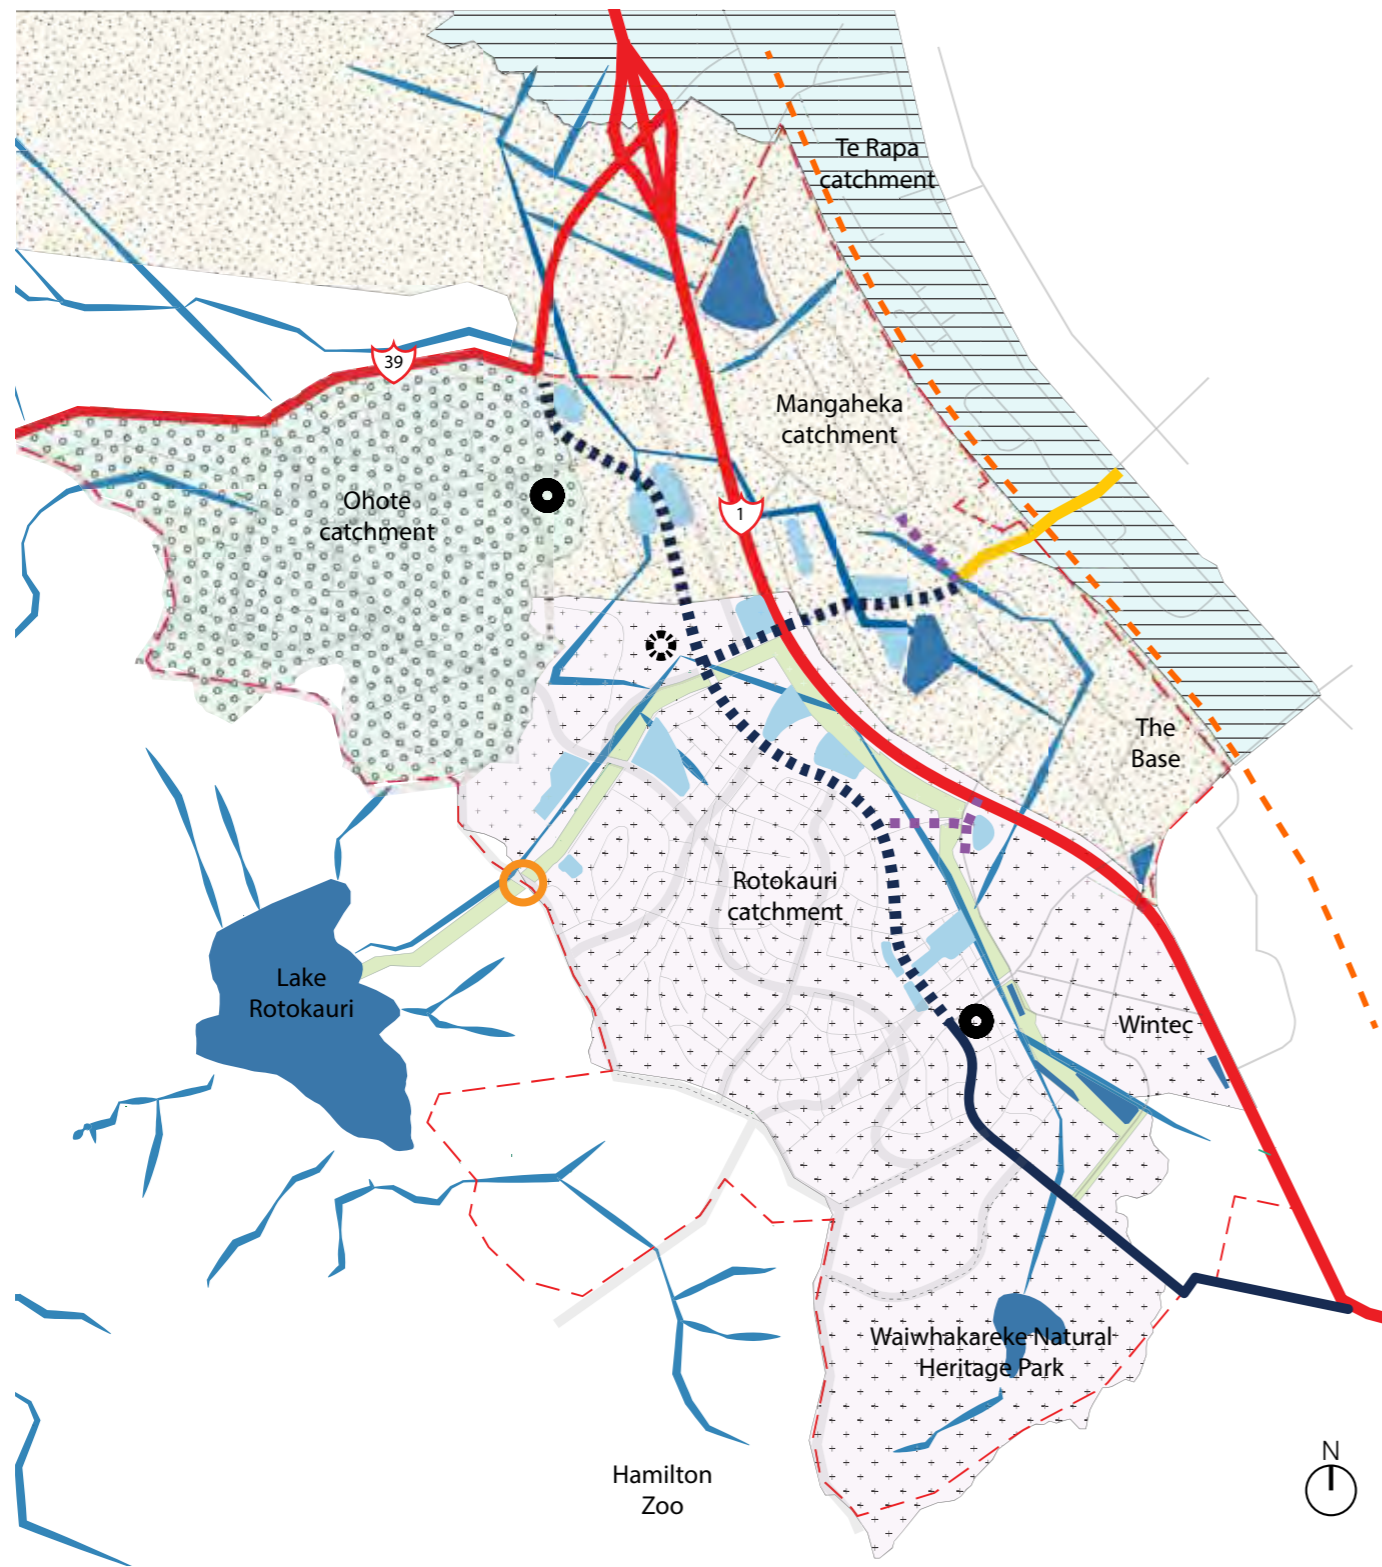 Te Rapa
catchment
39
Mangaheka
catchment
Ohote
catchment
1
The
Base
Rotokauri
catchment
Lake
Rotokauri
Wintec
Waiwhakareke Natural
Heritage Park
Hamilton
Zoo
N